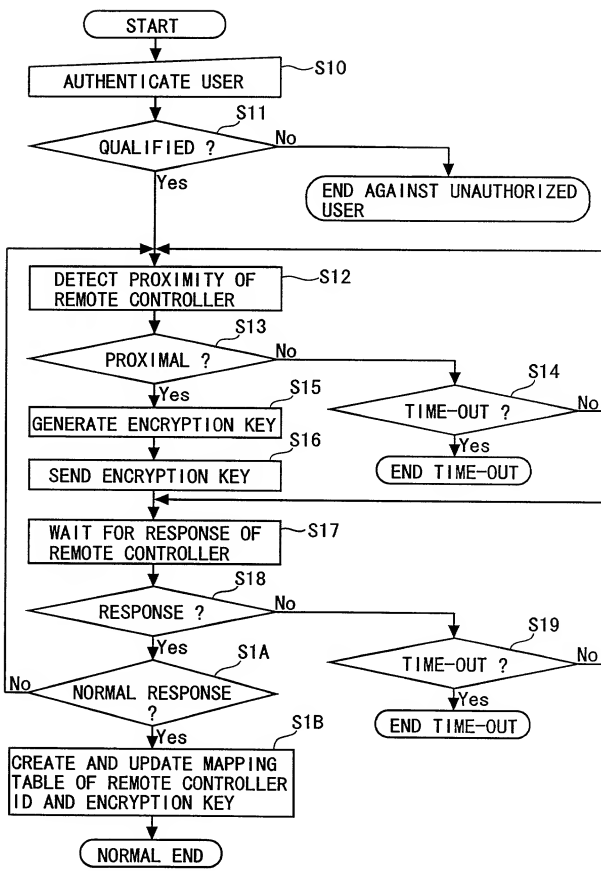 START
AUTHENTICATE USER
S10
S11
QUALIFIED ?
No
Yes
END AGAINST UNAUTHORIZED
USER
DETECT PROXIMITY OF
REMOTE CONTROLLER
S12
S13
PROXIMAL ?
No
Yes
S14
TIME-OUT ?
No
Yes
END TIME-OUT
S15
GENERATE ENCRYPTION KEY
S16
SEND ENCRYPTION KEY
WAIT FOR RESPONSE OF
REMOTE CONTROLLER
S17
S18
RESPONSE ?
No
Yes
S19
TIME-OUT ?
No
Yes
END TIME-OUT
S1A
No
NORMAL RESPONSE
?
Yes
S1B
CREATE AND UPDATE MAPPING
TABLE OF REMOTE CONTROLLER
ID AND ENCRYPTION KEY
NORMAL END